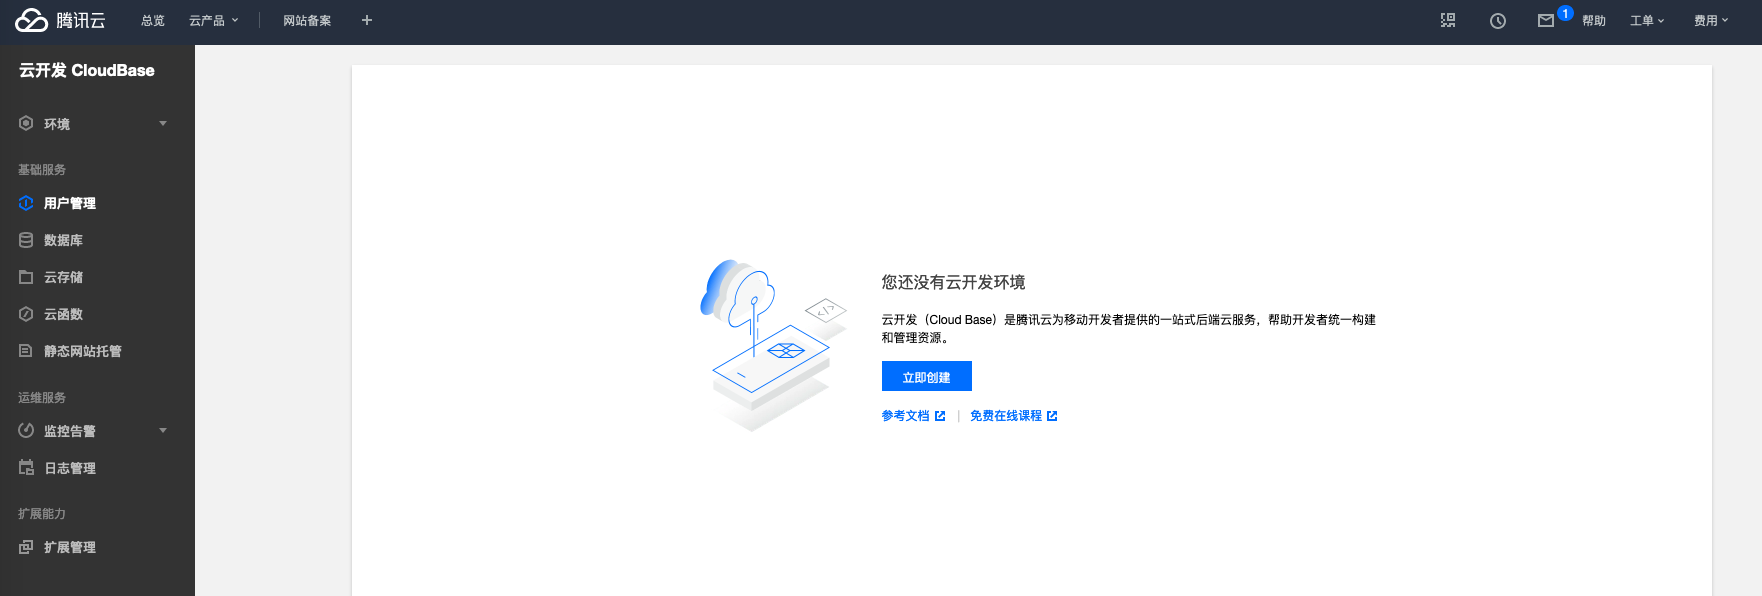 腾讯云
总览
云产品
网站备案
1
帮助
工单
费用
云开发 CloudBase
环境
基础服务
用户管理
数据库
云存储
云函数
静态网站托管
运维服务
监控告警
日志管理
扩展能力
扩展管理
</>
您还没有云开发环境
云开发（Cloud Base）是腾讯云为移动开发者提供的一站式后端云服务，帮助开发者统一构建
和管理资源。
立即创建
参考文档 | 免费在线课程